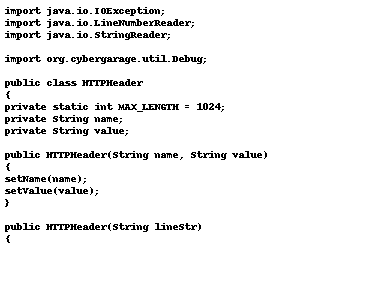 import java.io.IOException;
import java.io.LineNumberReader;
import java.io.StringReader;
import org.cybergarage.util.Debug;
public class HTTPHeader
{
private static int MAX_LENGTH = 1024;
private String name;
private String value;
public HTTPHeader(String name, String value)
{
setName(name);
setValue(value);
}
public HTTPHeader(String lineStr)
{